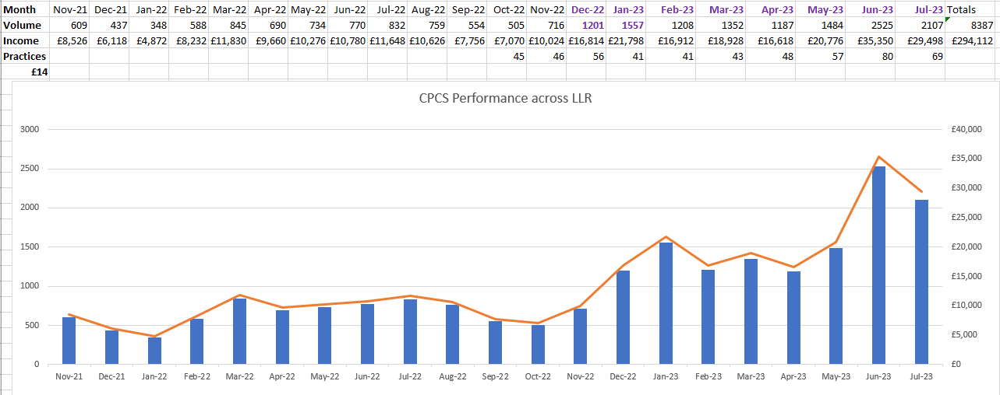 Month Nov-21 Dec-21 Jan-22 Feb-22 Mar-22 Apr-22 May-22 Jun-22 Jul-22 Aug-22 Sep-22 Oct-22 Nov-22 Dec-22 Jan-23 Feb-23 Mar-23 Apr-23 May-23 Jun-23 Jul-23 Totals
Volume 609 437 348 588 845 690 734 770 832 759 554 505 716 1201 1557 1208 1352 1187 1484 2525 2107 8387
Income £8,526 £6,118 £4,872 £8,232 £11,830 £9,660 £10,276 £10,780 £11,648 £10,626 £7,756 £7,070 £10,024 £16,814 £21,798 £16,912 £18,928 £16,618 £20,776 £35,350 £29,498 £294,112
Practices 45 46 56 41 41 43 48 57 80 69
£14
CPCS Performance across LLR
3000 £40,000
£35,000
2500
£30,000
2000
£25,000
1500 £20,000
£15,000
1000
£10,000
500
£5,000
0 £0
Nov-21 Dec-21 Jan-22 Feb-22 Mar-22 Apr-22 May-22 Jun-22 Jul-22 Aug-22 Sep-22 Oct-22 Nov-22 Dec-22 Jan-23 Feb-23 Mar-23 Apr-23 May-23 Jun-23 Jul-23